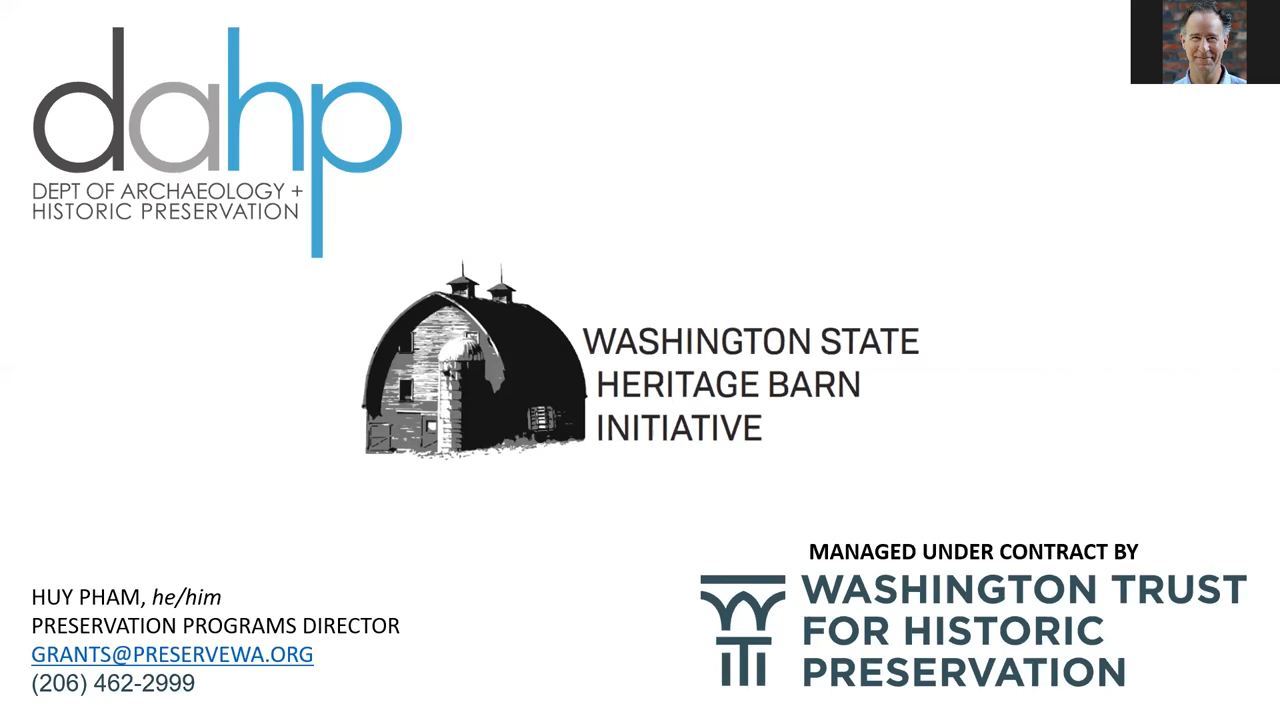 dahp
DEPT OF ARCHAEOLOGY +
HISTORIC PRESERVATION
WASHINGTON STATE
HERITAGE BARN
INITIATIVE
MANAGED UNDER CONTRACT BY
WASHINGTON TRUST
FOR HISTORIC
PRESERVATION
HUY PHAM, he/him
PRESERVATION PROGRAMS DIRECTOR
GRANTS@PRESERVEWA.ORG
(206) 462-2999